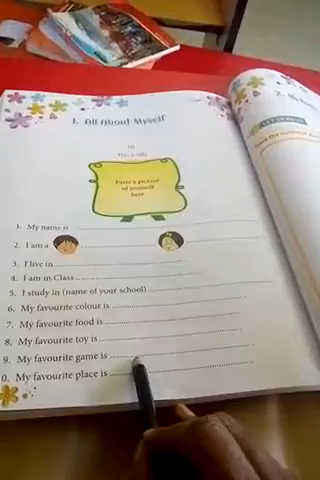 1. All About Myself
Hi
This is ME!
Paste a picture
of yourself
here
1. My name is
2. I am a
3. I live in
4. I am in Class
5. I study in (name of your school)
6. My favourite colour is
7. My favourite food is
8. My favourite toy is
9. My favourite game is
0. My favourite place is
2. My